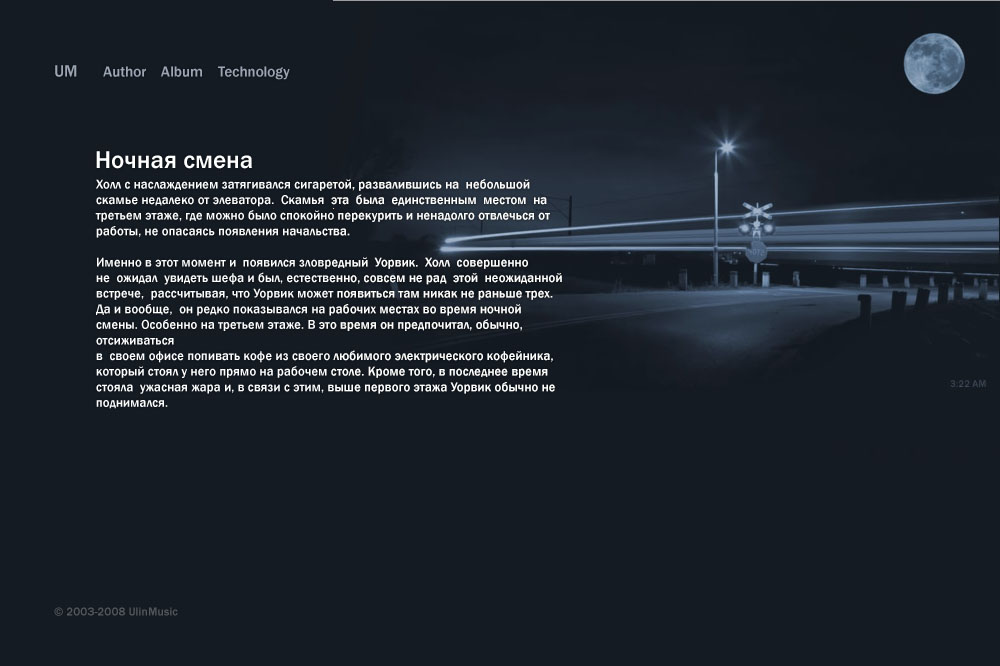 UM Author Album Technology
Ночная смена
Холл с наслаждением затягивался сигаретой, развалившись на небольшой
скамье недалеко от элеватора. Скамья эта была единственным местом на
третьем этаже, где можно было спокойно перекурить и ненадолго отвлечься от
работы, не опасаясь появления начальства.
Именно в этот момент и появился зловредный Уорвик. Холл совершенно
не ожидал увидеть шефа и был, естественно, совсем не рад этой неожиданной
встрече, рассчитывая, что Уорвик может появиться там никак не раньше трех.
Да и вообще, он редко показывался на рабочих местах во время ночной
смены. Особенно на третьем этаже. В это время он предпочитал, обычно,
отсиживаться
в своем офисе попивать кофе из своего любимого электрического кофейника,
который стоял у него прямо на рабочем столе. Кроме того, в последнее время
стояла ужасная жара и, в связи с этим, выше первого этажа Уорвик обычно не
поднимался.
3:22 AM
© 2003-2008 UlinMusic